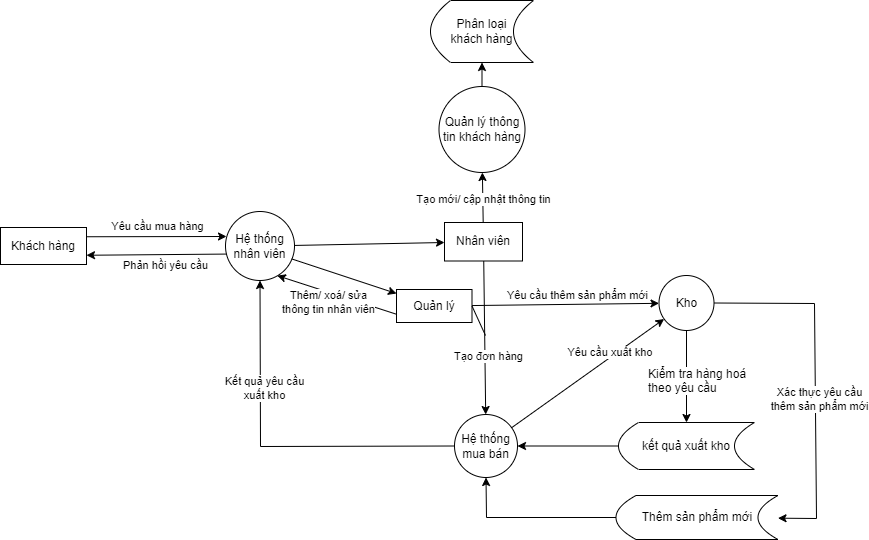 Phân loại
khách hàng
Quản lý thông
tin khách hàng
Tạo mới/ cập nhật thông tin
Yêu cầu mua hàng
Khách hàng
Phản hồi yêu cầu
Hệ thống
nhân viên
Nhân viên
Thêm/ xoá/ sửa
thông tin nhân viên
Quản lý
Yêu cầu thêm sản phẩm mới
Kho
Tạo đơn hàng
Yêu cầu xuất kho
Kiểm tra hàng hoá
theo yêu cầu
Xác thực yêu cầu
thêm sản phẩm mới
Kết quả yêu cầu
xuất kho
Hệ thống
mua bán
kết quả xuất kho
Thêm sản phẩm mới